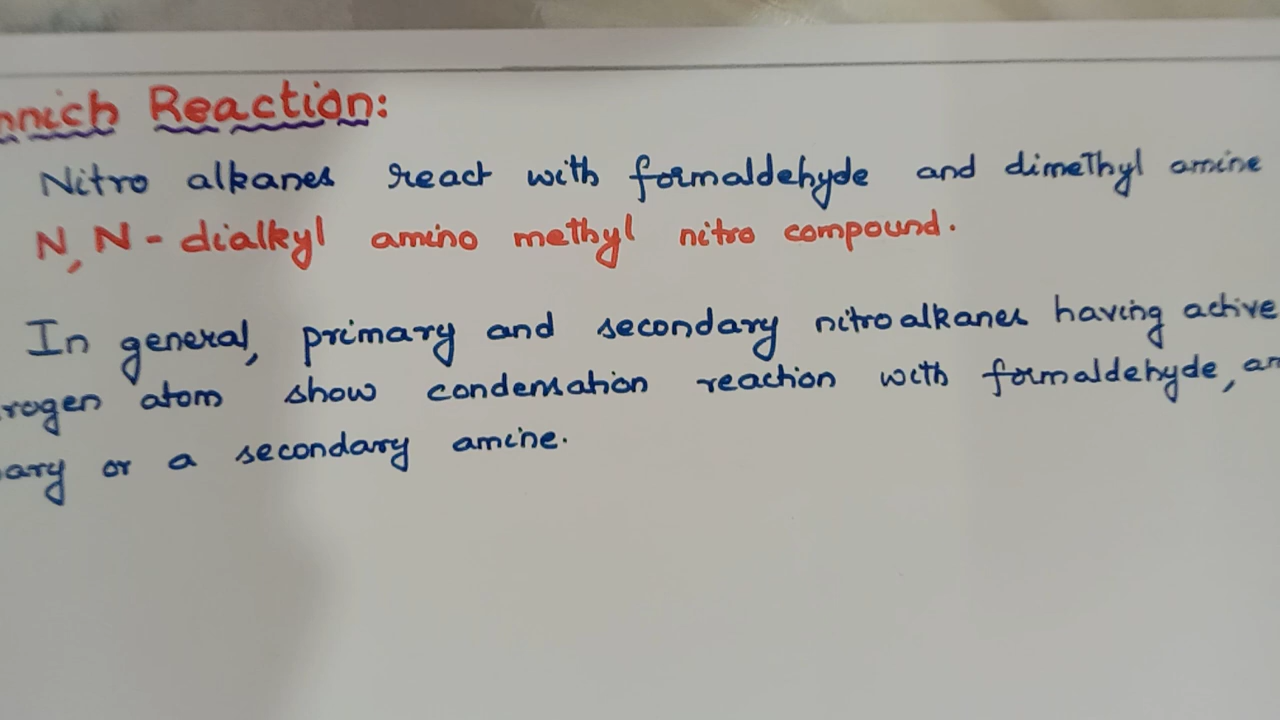 nnich Reaction:
Nitro alkanes react with formaldehyde and dimethyl amine
N, N - dialkyl amino methyl nitro compound.
In general, primary and secondary nitroalkanes having active
rogen atom show condensation reaction with formaldehyde, an
ary or a secondary amine.